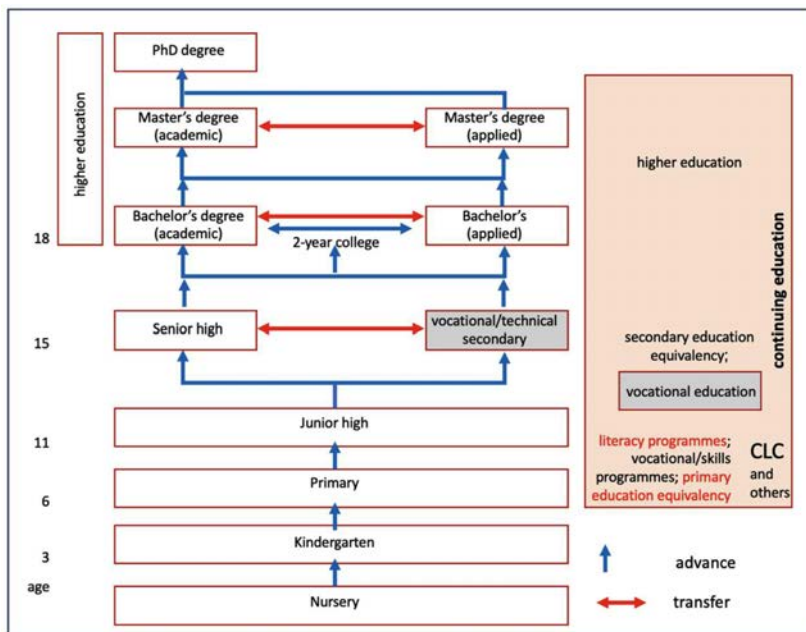 PhD degree
higher education
Master's degree
(academic)
Master's degree
(applied)
Bachelor's degree
(academic)
Bachelor's
(applied)
2-year college
18
Senior high
vocational/technical
secondary
15
Junior high
11
Primary
6
Kindergarten
3
age
Nursery
higher education
continuing education
secondary education
equivalency;
vocational education
literacy programmes;
vocational/skills
programmes; primary
education equivalency
CLC
and
others
advance
transfer